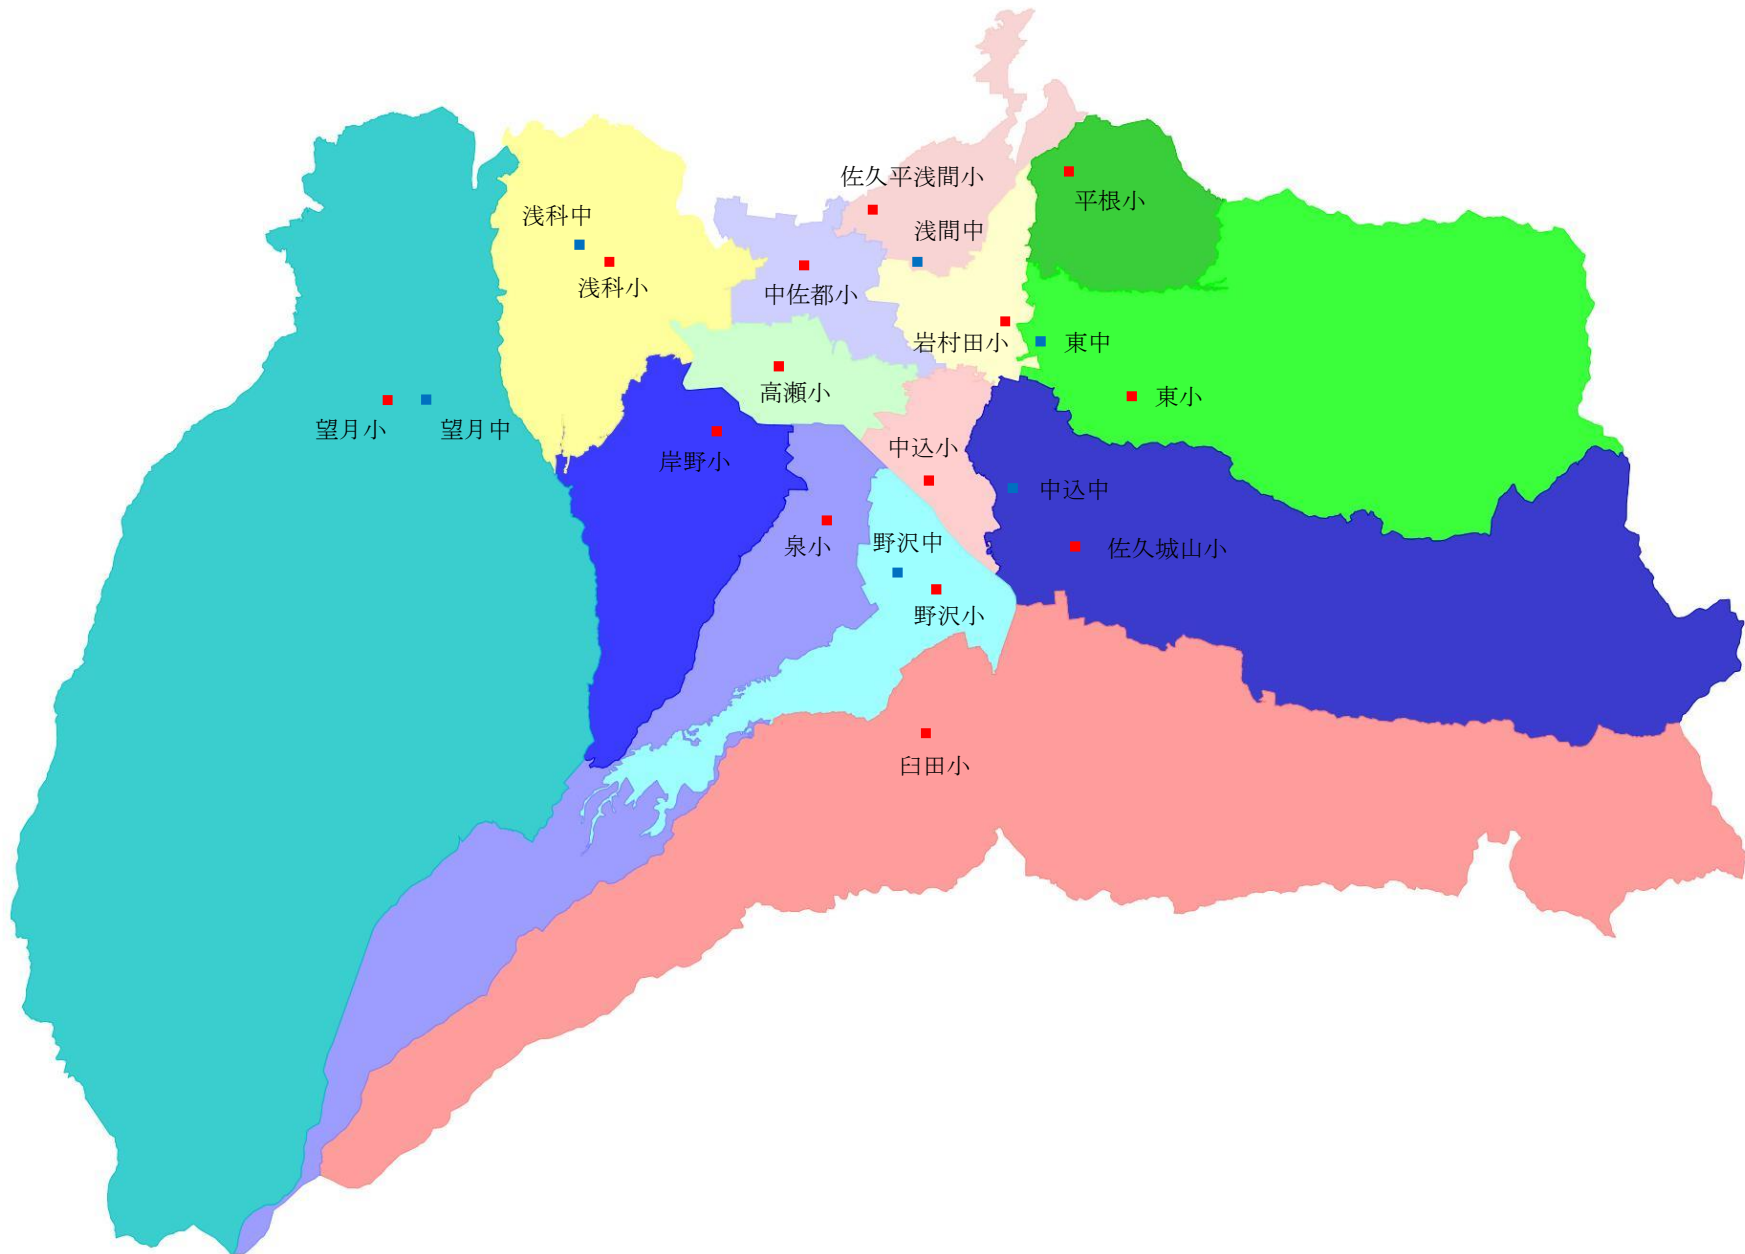 佐久平浅間小
平根小
浅科中
浅間中
浅科小
中佐都小
岩村田小
東中
高瀬小
東小
望月小
望月中
中込小
岸野小
中込中
泉小
野沢中
佐久城山小
野沢小
臼田小